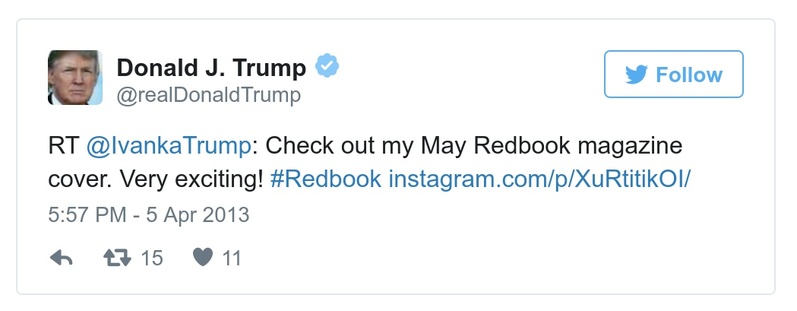 Donald J. Trump
@realDonaldTrump
Follow
RT @IvankaTrump: Check out my May Redbook magazine
cover. Very exciting! #Redbook instagram.com/p/XuRtitikOI/
5:57 PM - 5 Apr 2013
15 11